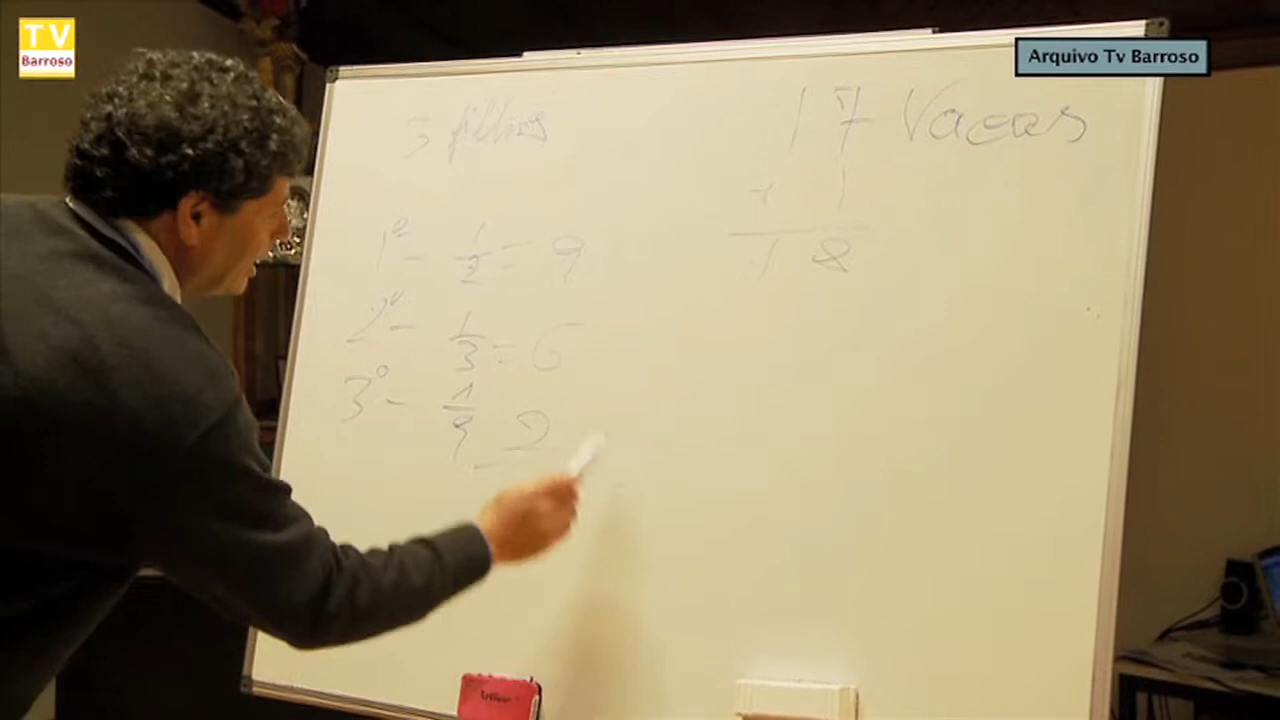 TV
Barroso
Arquivo Tv Barroso
3 filhos
17 Vacas
+ 1
18
1º - 1/2 = 9
2º - 1/3 = 6
3º - 1/9 2